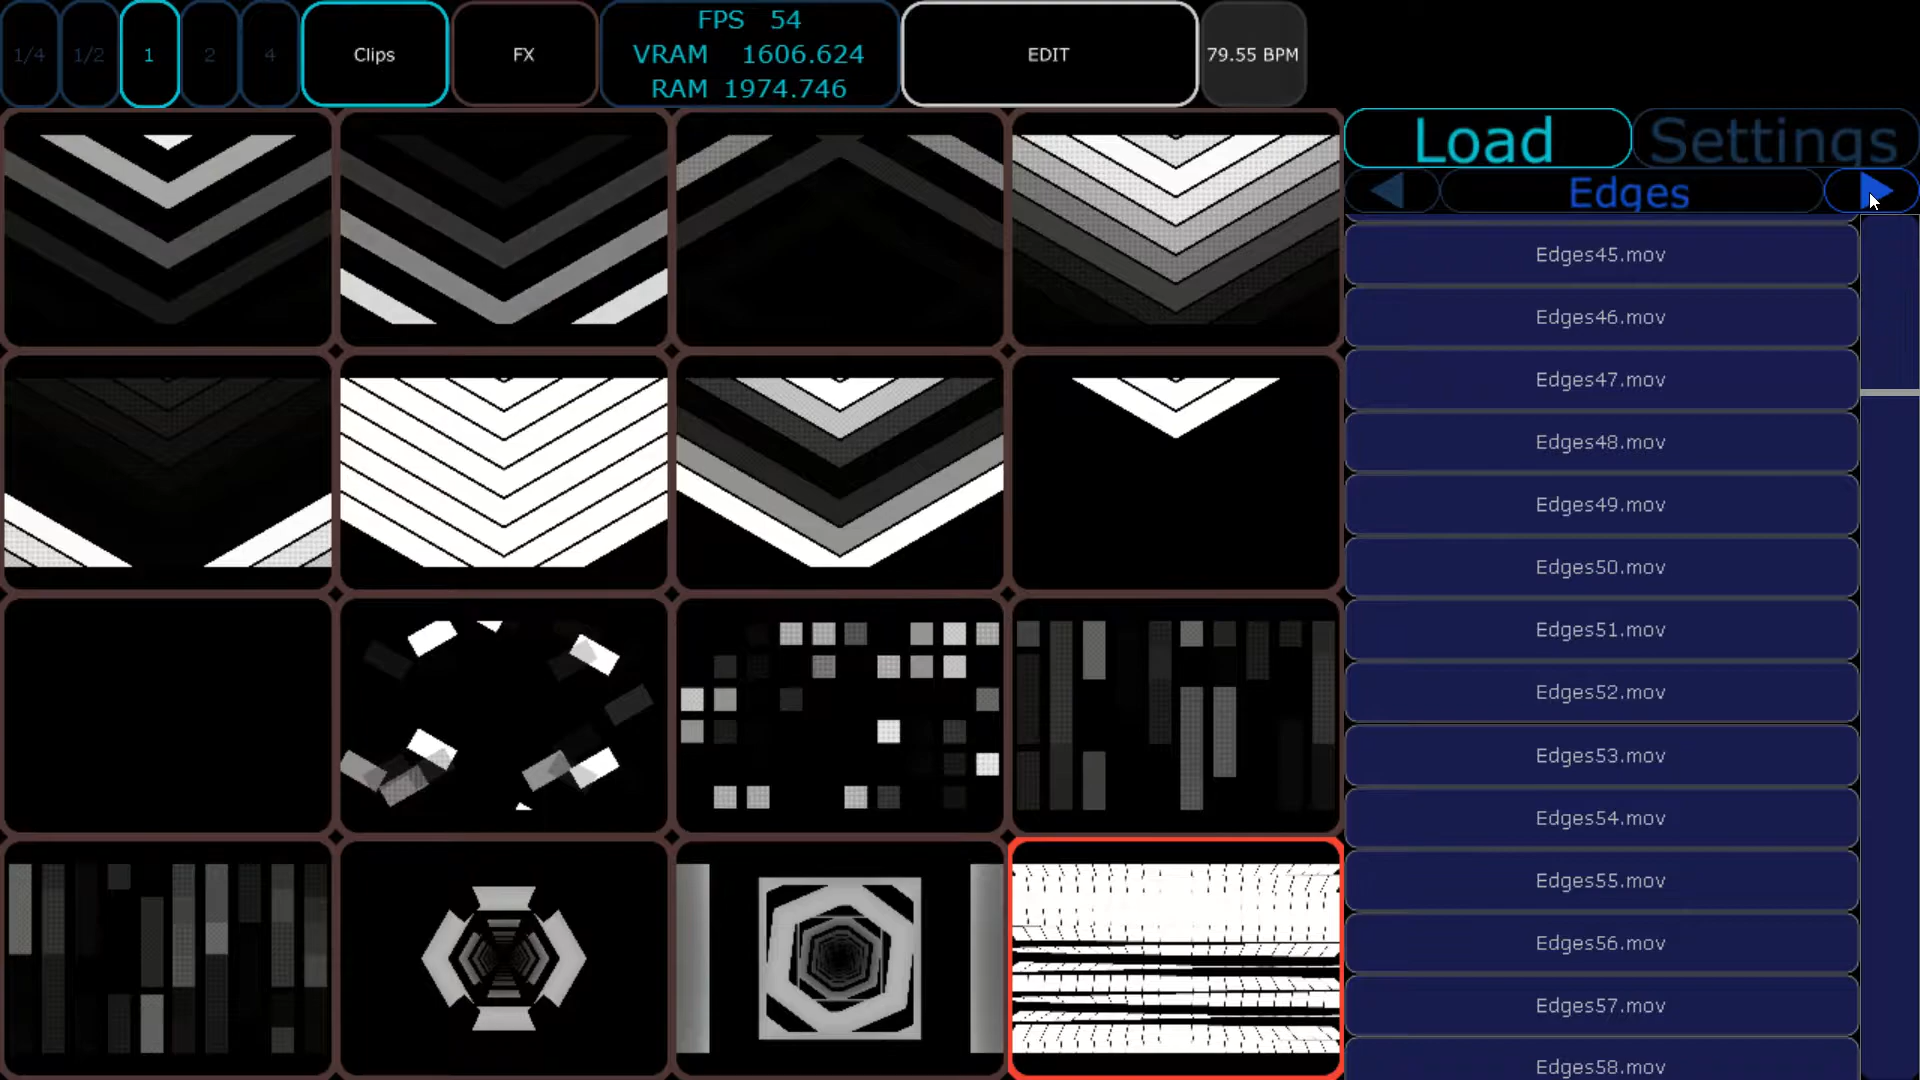 1/4
1/2
1
2
4
Clips
FX
FPS 54
VRAM 1606.624
RAM 1974.746
EDIT
79.55 BPM
Load
Settings
Edges
Edges45.mov
Edges46.mov
Edges47.mov
Edges48.mov
Edges49.mov
Edges50.mov
Edges51.mov
Edges52.mov
Edges53.mov
Edges54.mov
Edges55.mov
Edges56.mov
Edges57.mov
Edges58.mov